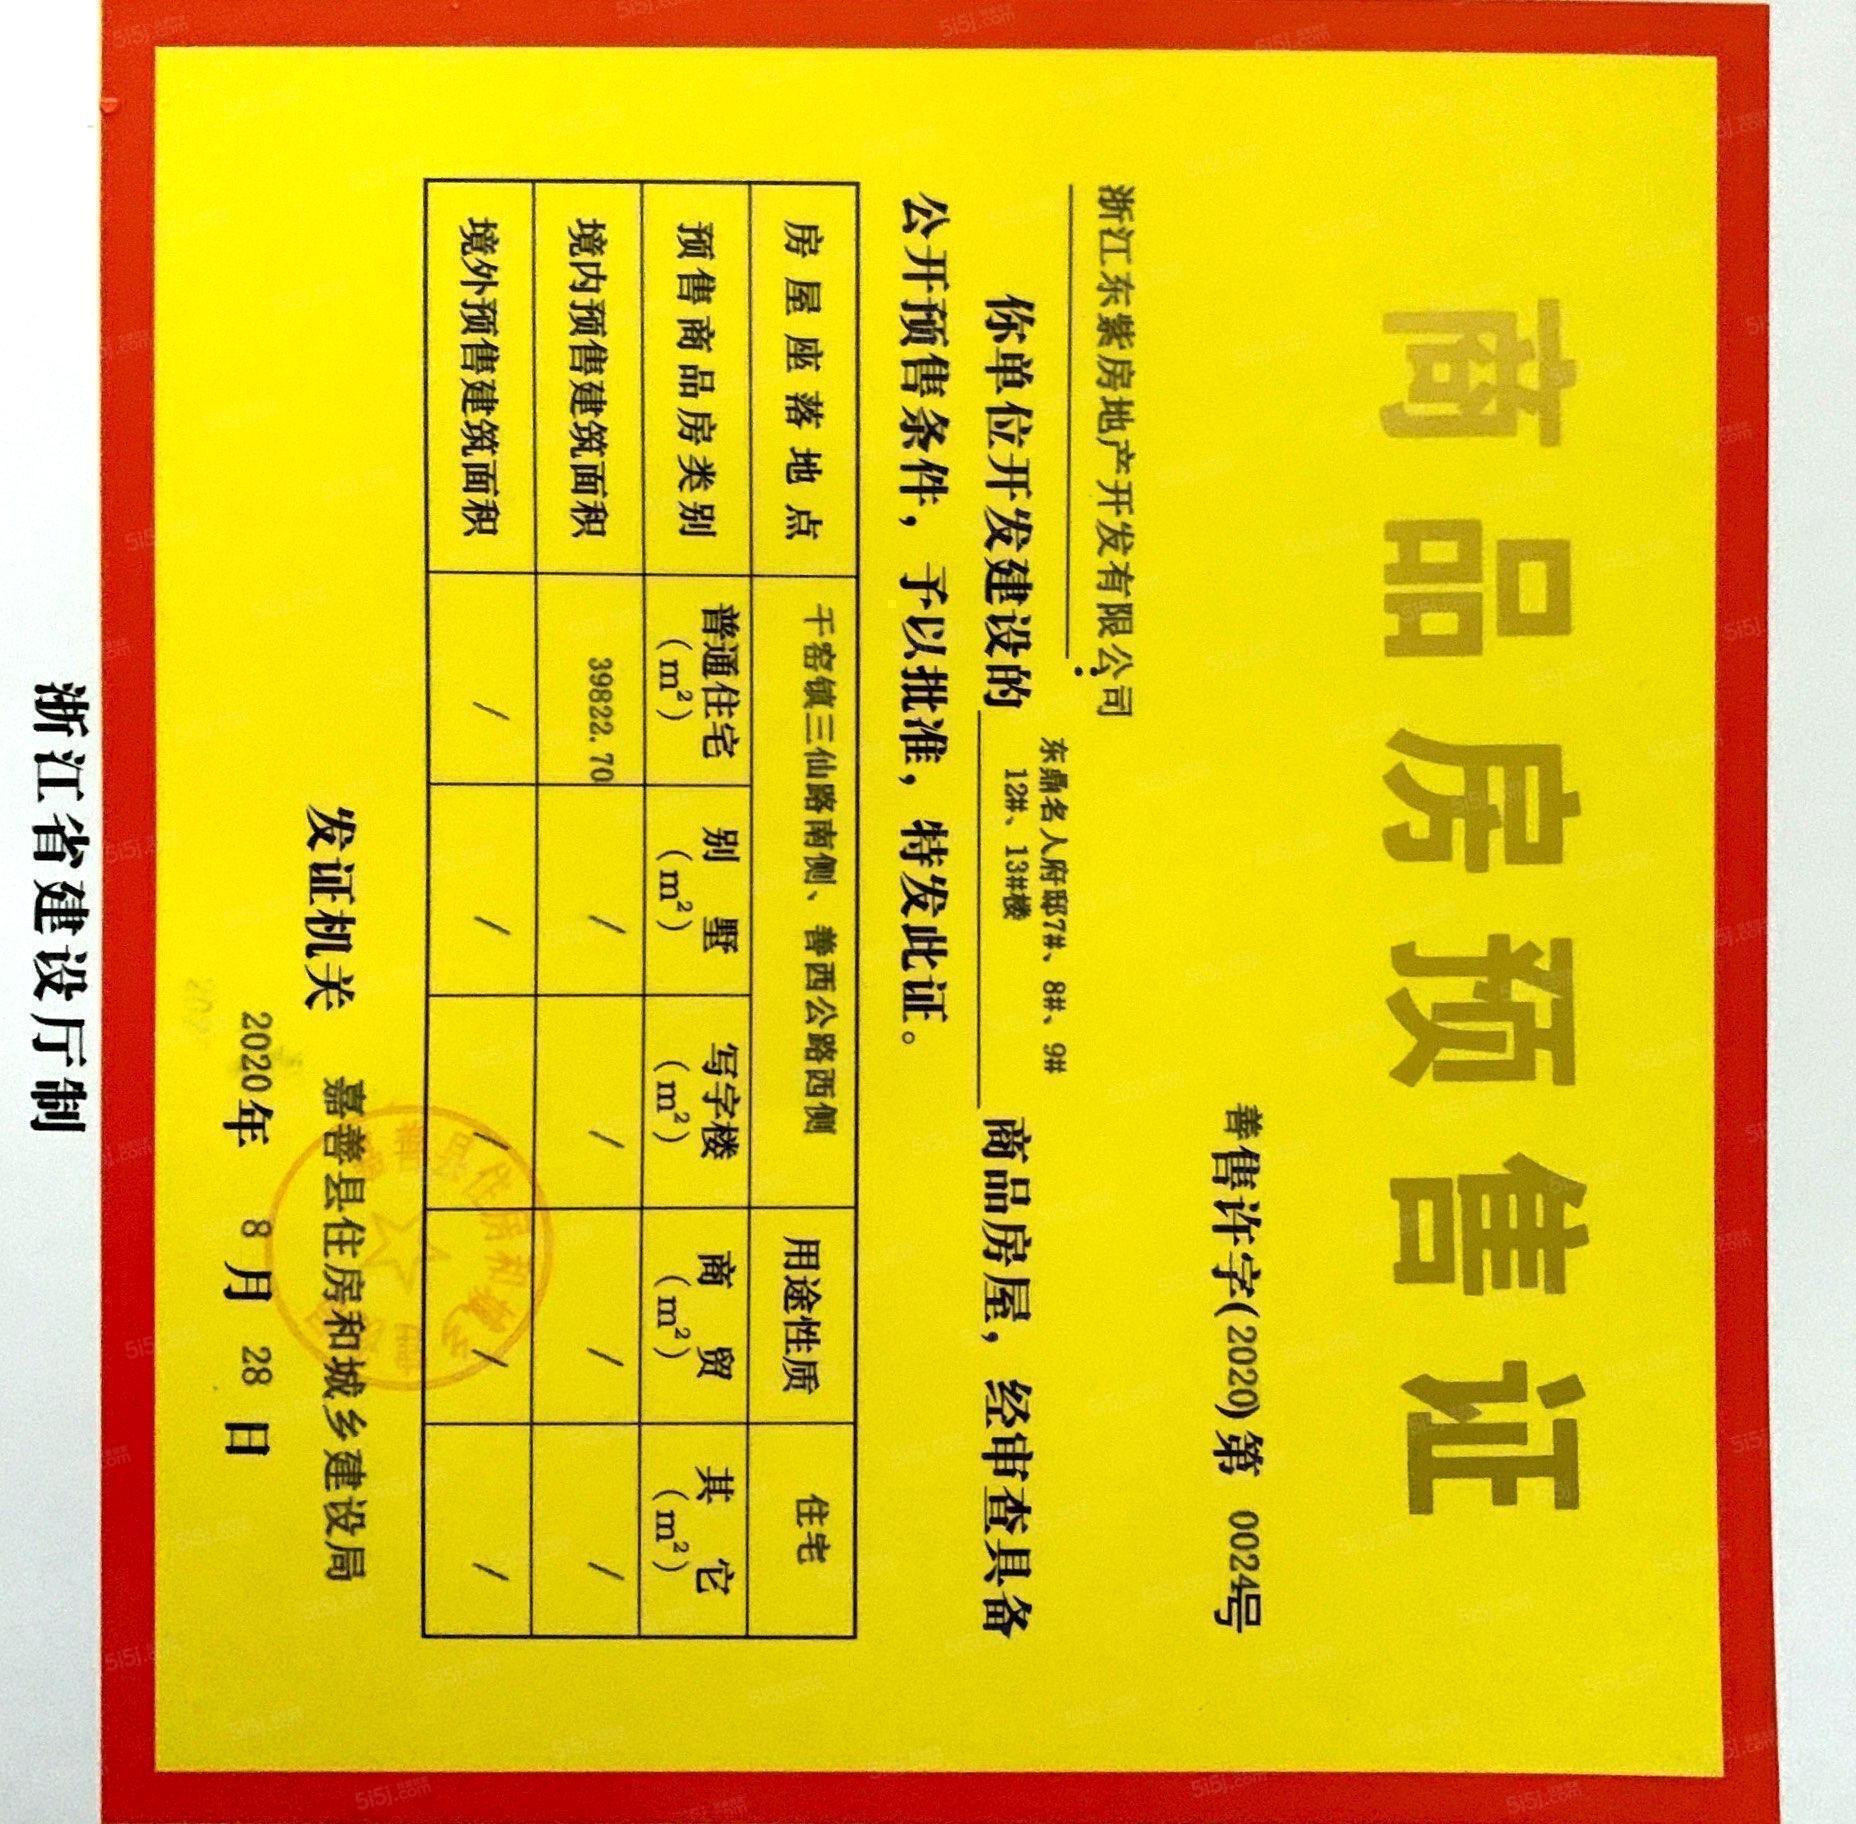 商品房预售证
善售许字(2020)第 0024号
浙江东紫房地产开发有限公司：
东鼎名人府邸7#、8#、9#
你单位开发建设的 12#、13#楼 商品房屋，经审查具备
公开预售条件，予以批准，特发此证。
房屋座落地点 干窑镇三仙路南侧、善西公路西侧 用途性质 住宅
预售商品房类别 普通住宅(m²) 别墅(m²) 写字楼(m²) 商贸(m²) 其它(m²)
境内预售建筑面积 39822.70 / / / /
境外预售建筑面积 / / / / /
发证机关 嘉善县住房和城乡建设局
2020年 8月 28日
浙江省建设厅制